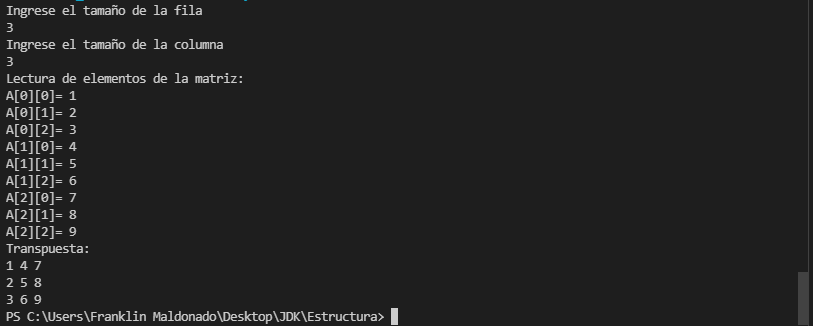 Ingrese el tamaño de la fila
3
Ingrese el tamaño de la columna
3
Lectura de elementos de la matriz:
A[0][0]= 1
A[0][1]= 2
A[0][2]= 3
A[1][0]= 4
A[1][1]= 5
A[1][2]= 6
A[2][0]= 7
A[2][1]= 8
A[2][2]= 9
Transpuesta:
1 4 7
2 5 8
3 6 9
PS C:\Users\Franklin Maldonado\Desktop\JDK\Estructura>